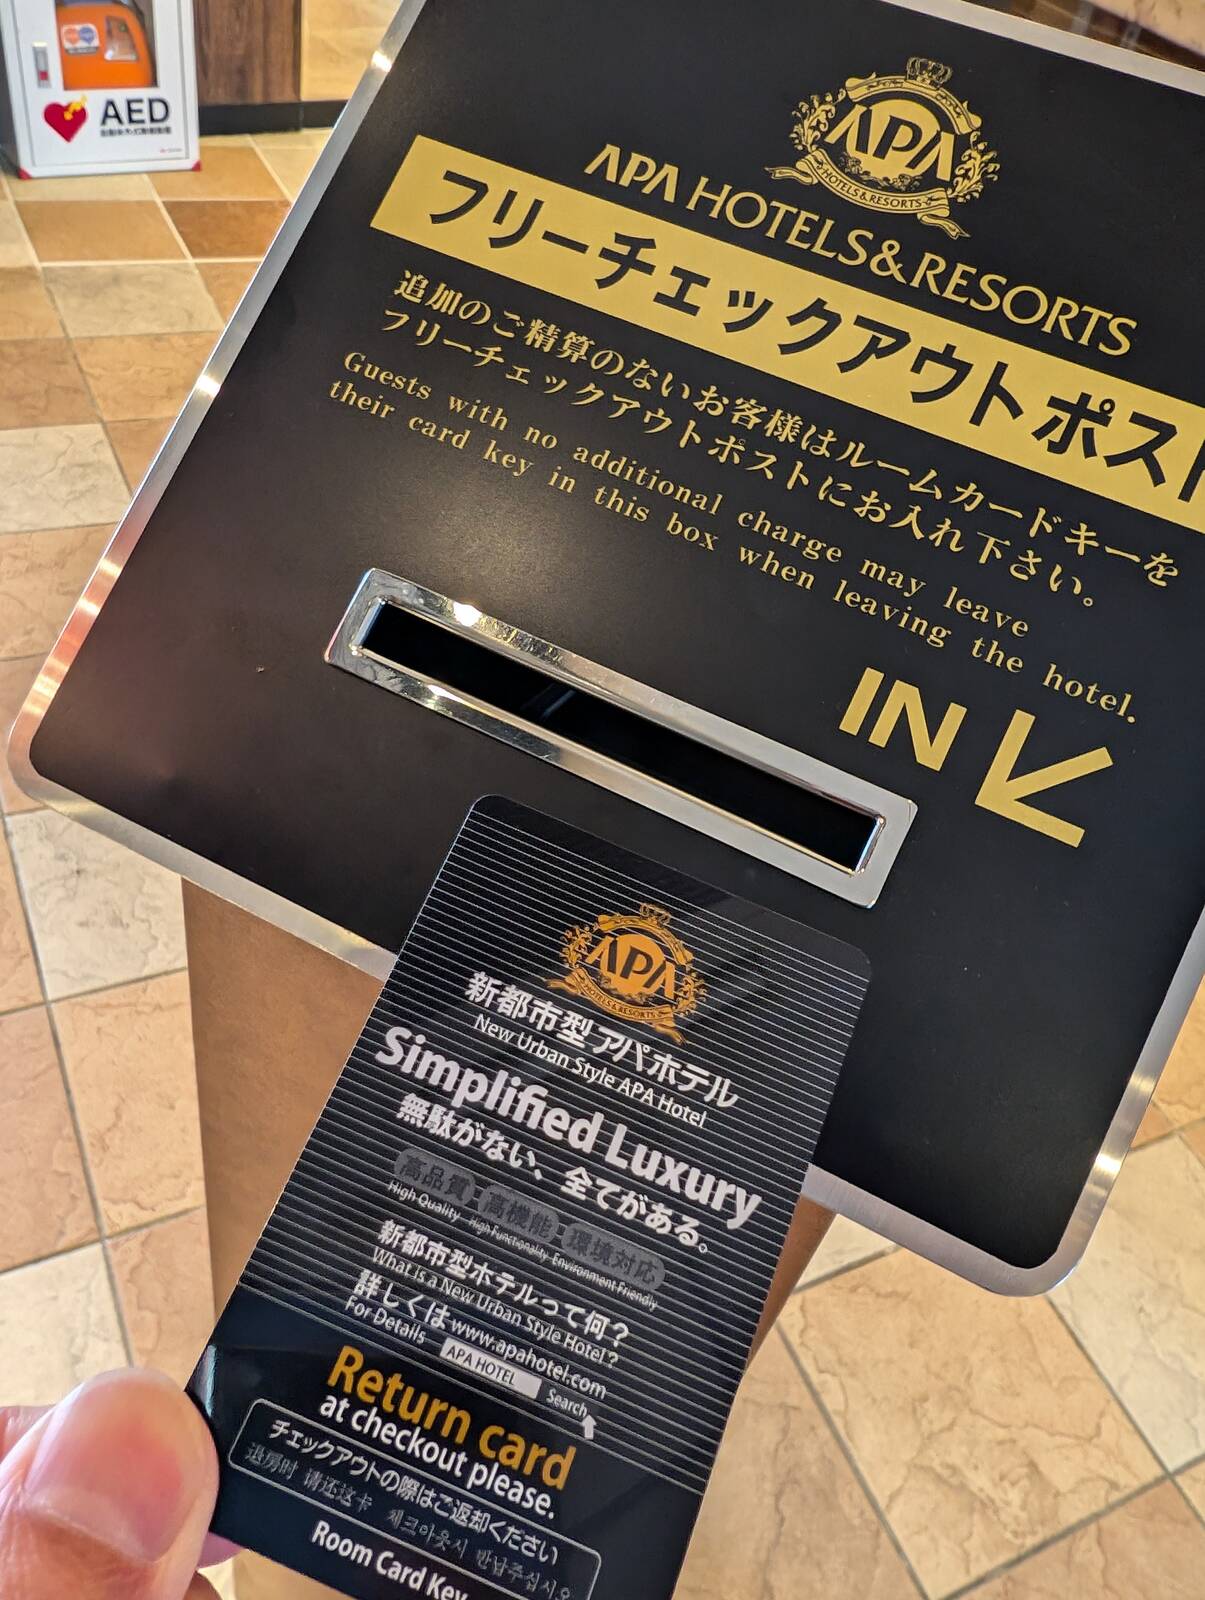 AED
自動体外式除細動器
APA
HOTELS & RESORTS
APA HOTELS&RESORTS
フリーチェックアウトポスト
追加のご精算のないお客様はルームカードキーを
フリーチェックアウトポストにお入れ下さい。
Guests with no additional charge may leave
their card key in this box when leaving the hotel.
IN
APA
HOTELS & RESORTS
新都市型アパホテル
New Urban Style APA Hotel
Simplified Luxury
無駄がない、全てがある。
高品質 高機能 環境対応
High Quality High Functionality Environment Friendly
新都市型ホテルって何？
What is a New Urban Style Hotel?
詳しくは www.apahotel.com
For Details APA HOTEL Search
Return card
at checkout please.
チェックアウトの際はご返却ください
退房时 请还这卡 체크아웃시 반납주십시오
Room Card Key